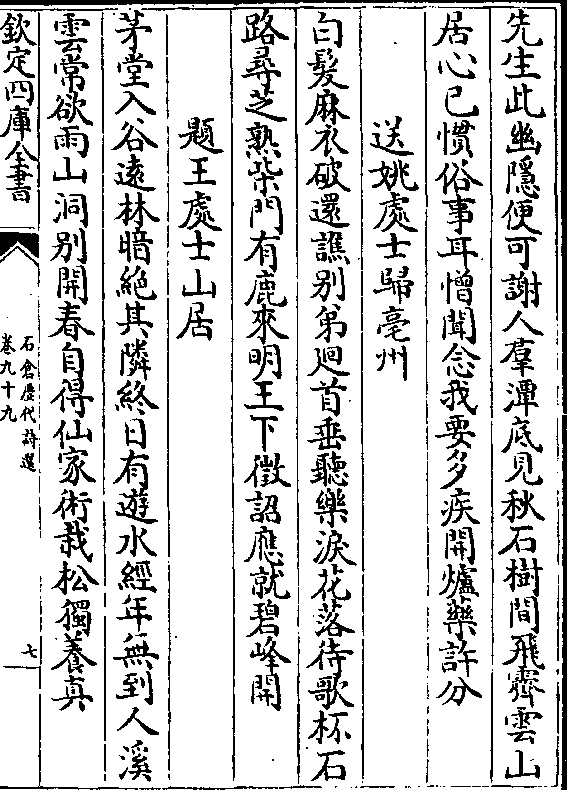 先生此幽隱便可謝人羣潭底見秋石樹間飛霽雲山
居心已慣俗事耳憎聞念我要多疾開爐藥許分
送姚處士歸亳州
白髮麻衣破還譙別弟迴首垂聽樂淚花落待歌杯石
路尋芝熟柴門有鹿來明王下徵詔應就碧峰開
題王處士山居
茅堂入谷遠林暗絕其隣終日有遊水經年無到人溪
雲常欲雨山洞別開春自得仙家術栽松獨養真
欽定四庫全書
石倉歷代詩選
卷九十九
七